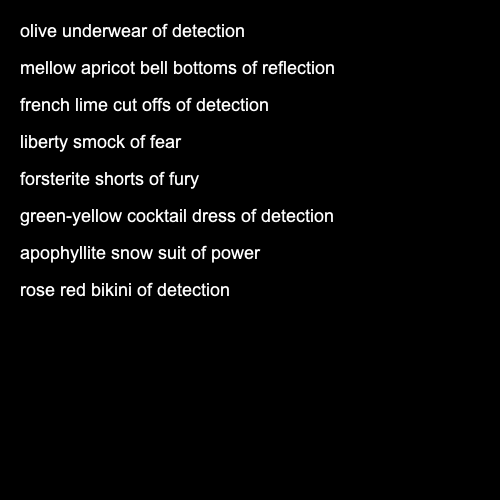 olive underwear of detection
mellow apricot bell bottoms of reflection
french lime cut offs of detection
liberty smock of fear
forsterite shorts of fury
green-yellow cocktail dress of detection
apophyllite snow suit of power
rose red bikini of detection